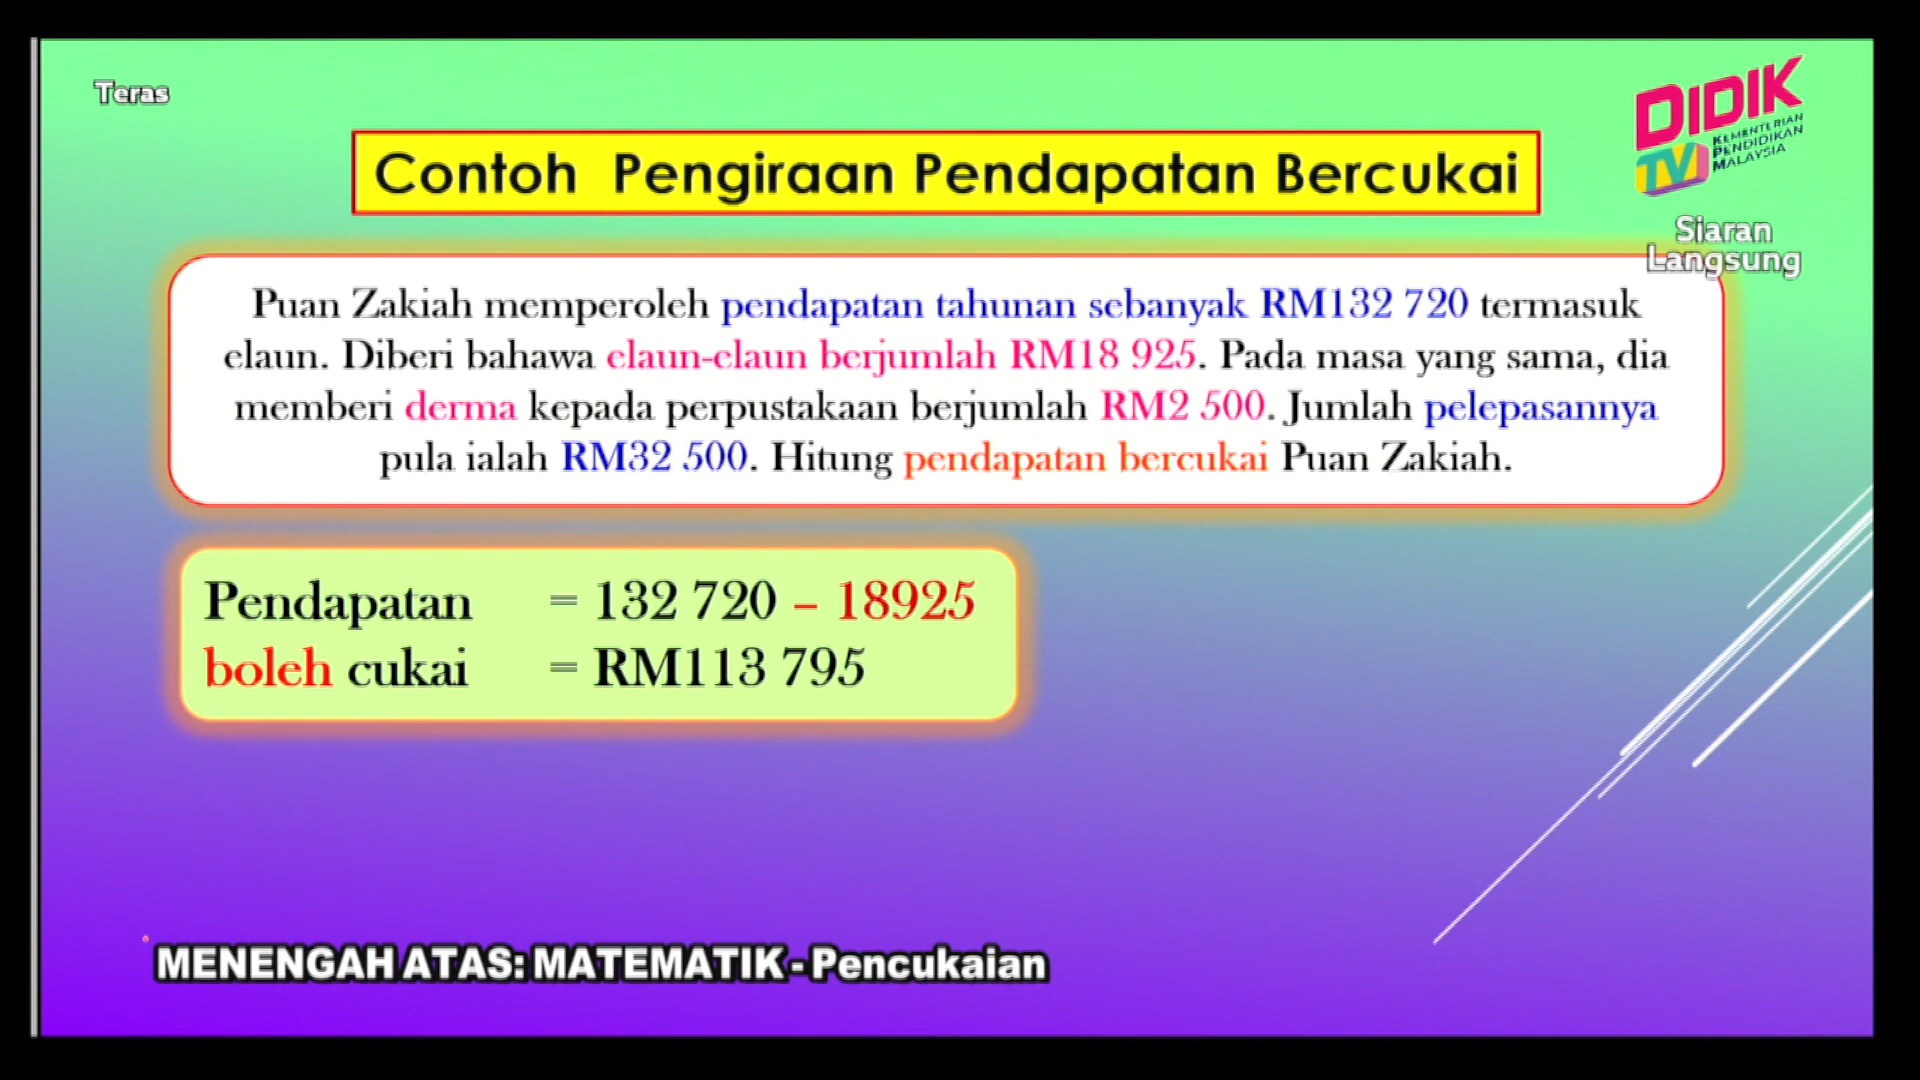 Teras
DIDIK
TV
KEMENTERIAN
PENDIDIKAN
MALAYSIA
Siaran
Langsung
Contoh Pengiraan Pendapatan Bercukai
Puan Zakiah memperoleh pendapatan tahunan sebanyak RM132 720 termasuk
elaun. Diberi bahawa elaun-elaun berjumlah RM18 925. Pada masa yang sama, dia
memberi derma kepada perpustakaan berjumlah RM2 500. Jumlah pelepasannya
pula ialah RM32 500. Hitung pendapatan bercukai Puan Zakiah.
Pendapatan = 132 720 – 18925
boleh cukai = RM113 795
MENENGAH ATAS: MATEMATIK - Pencukaian